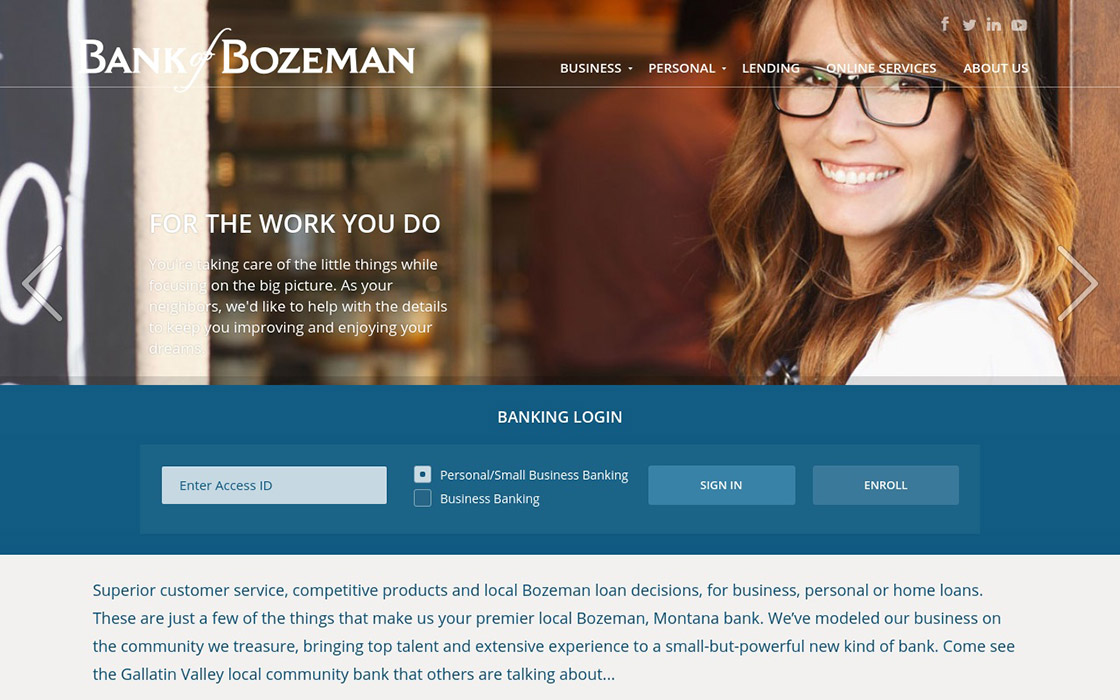 BANK of BOZEMAN
BUSINESS PERSONAL LENDING ONLINE SERVICES ABOUT US
FOR THE WORK YOU DO
You're taking care of the little things while
focusing on the big picture. As your
neighbors, we'd like to help with the details
to keep you improving and enjoying your
dreams.
BANKING LOGIN
Enter Access ID
Personal/Small Business Banking
Business Banking
SIGN IN
ENROLL
Superior customer service, competitive products and local Bozeman loan decisions, for business, personal or home loans.
These are just a few of the things that make us your premier local Bozeman, Montana bank. We’ve modeled our business on
the community we treasure, bringing top talent and extensive experience to a small-but-powerful new kind of bank. Come see
the Gallatin Valley local community bank that others are talking about...